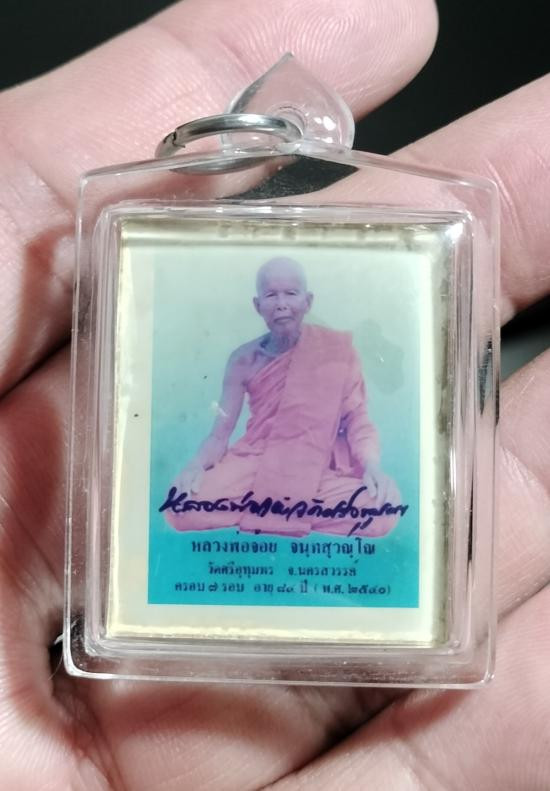 หลวงพ่อจ้อย จนฺทสุวณฺโณ
วัดศรีอุทุมพร จ.นครสวรรค์
ครอบ ๗ รอบ อายุ ๘๔ ปี ( พ.ศ. ๒๕๔๐)